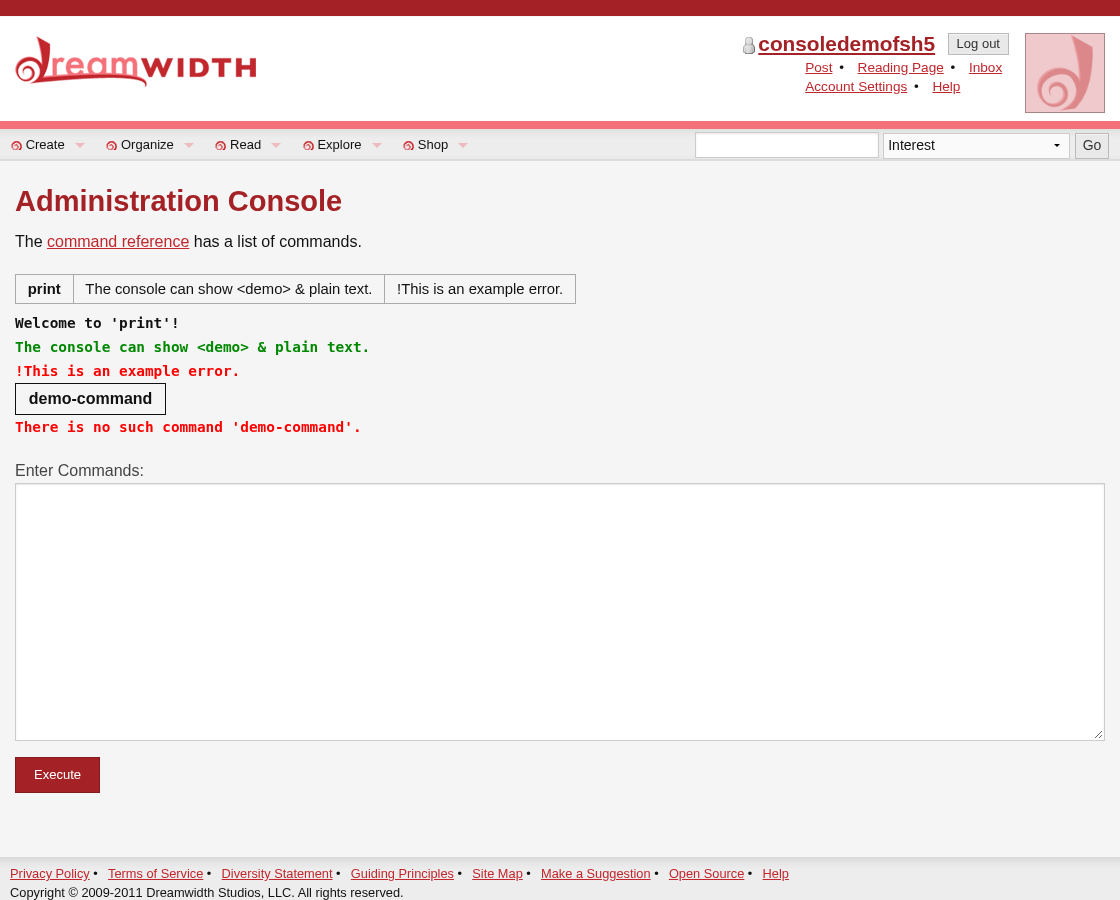 dreamWIDTH
consoledemofsh5 Log out
Post • Reading Page • Inbox
Account Settings • Help
Create Organize Read Explore Shop Interest Go
Administration Console
The command reference has a list of commands.
print The console can show <demo> & plain text. !This is an example error.
Welcome to 'print'!
The console can show <demo> & plain text.
!This is an example error.
demo-command
There is no such command 'demo-command'.
Enter Commands:
Execute
Privacy Policy • Terms of Service • Diversity Statement • Guiding Principles • Site Map • Make a Suggestion • Open Source • Help
Copyright © 2009-2011 Dreamwidth Studios, LLC. All rights reserved.